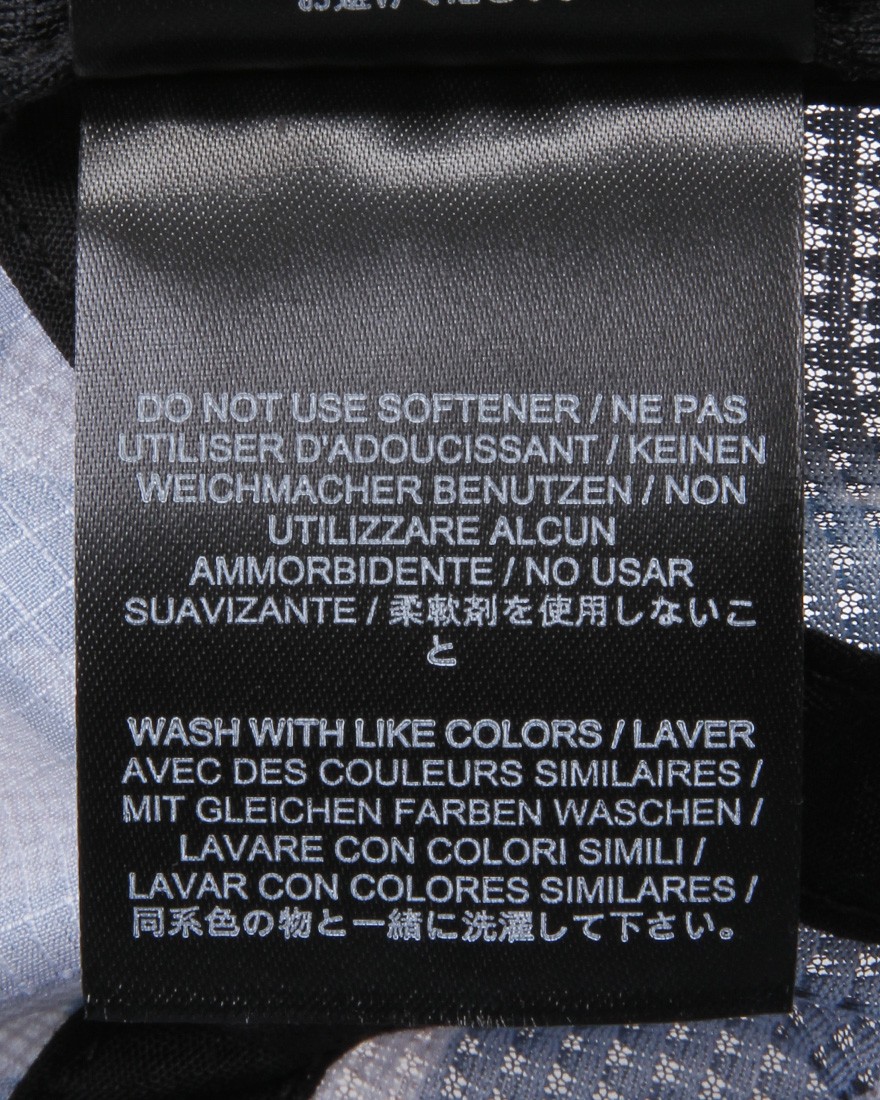 DO NOT USE SOFTENER / NE PAS
UTILISER D'ADOUCISSANT / KEINEN
WEICHMACHER BENUTZEN / NON
UTILIZZARE ALCUN
AMMORBIDENTE / NO USAR
SUAVIZANTE / 柔軟剤を使用しないこ
と
WASH WITH LIKE COLORS / LAVER
AVEC DES COULEURS SIMILAIRES /
MIT GLEICHEN FARBEN WASCHEN /
LAVARE CON COLORI SIMILI /
LAVAR CON COLORES SIMILARES /
同系色の物と一緒に洗濯して下さい。